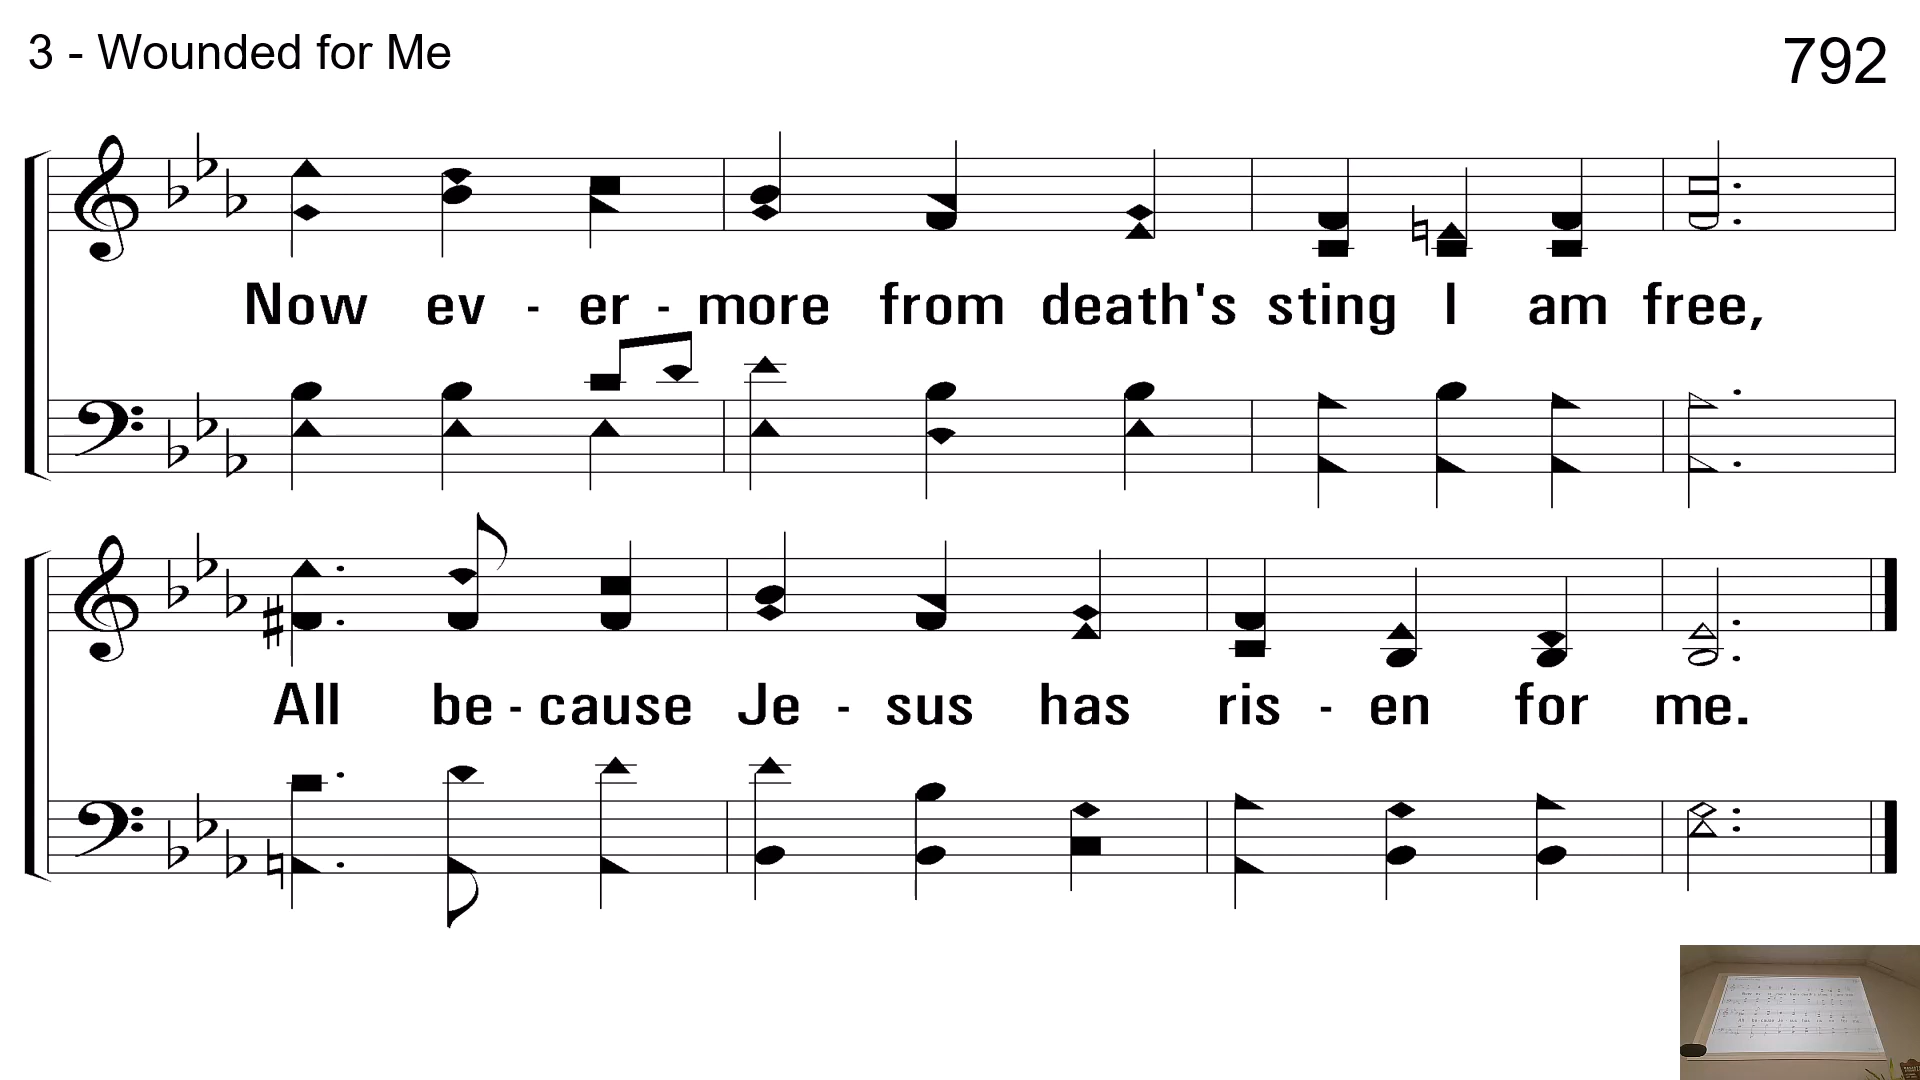 3 - Wounded for Me
792
Now ev - er - more from death's sting I am free,
All be - cause Je - sus has ris - en for me.